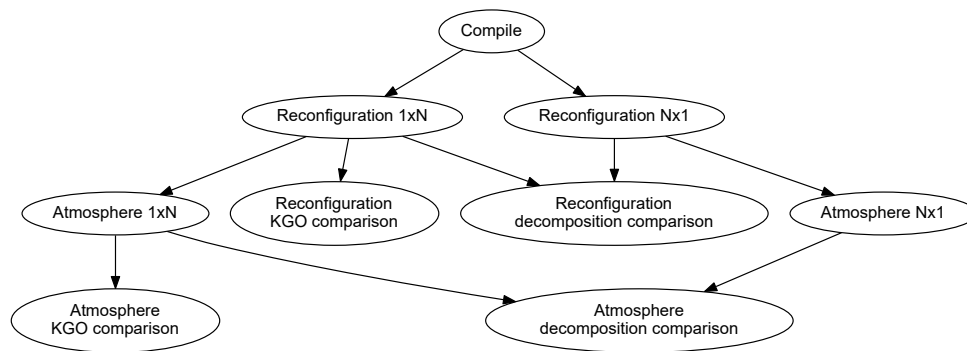 Compile
Reconfiguration 1xN
Reconfiguration Nx1
Atmosphere 1xN
Reconfiguration
KGO comparison
Reconfiguration
decomposition comparison
Atmosphere Nx1
Atmosphere
KGO comparison
Atmosphere
decomposition comparison